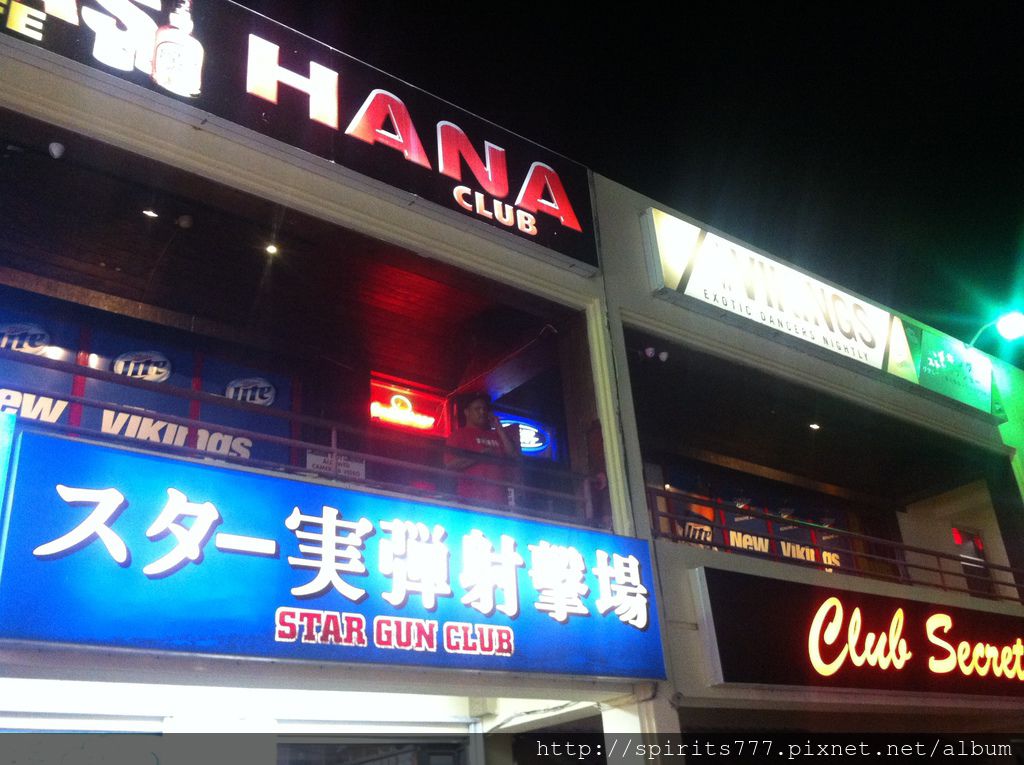 HANA
CLUB
VIKINGS
EXOTIC DANCERS NIGHTLY
Lite
Lite
New VIKINGS
スター実弾射撃場
STAR GUN CLUB
New VIKINGS
Club Secret
http://spirits777.pixnet.net/album